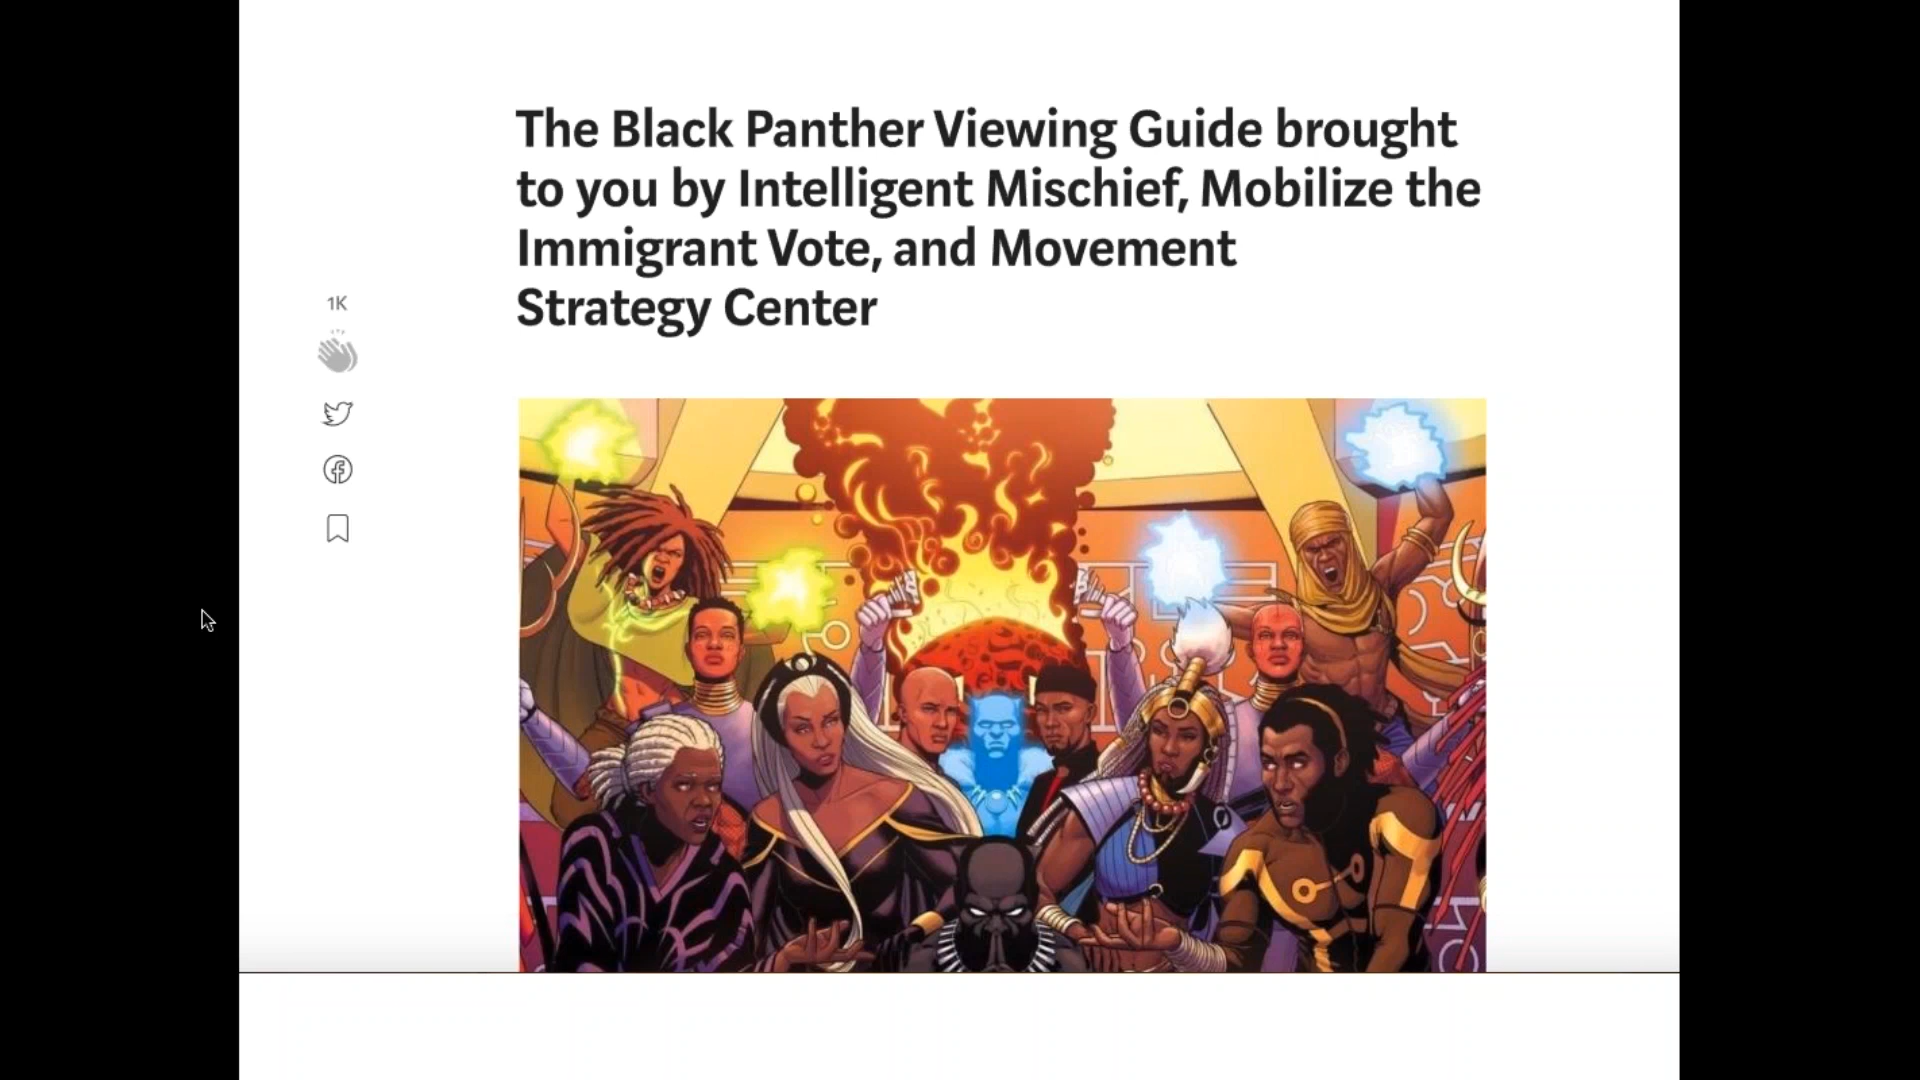 The Black Panther Viewing Guide brought
to you by Intelligent Mischief, Mobilize the
Immigrant Vote, and Movement
Strategy Center
1K